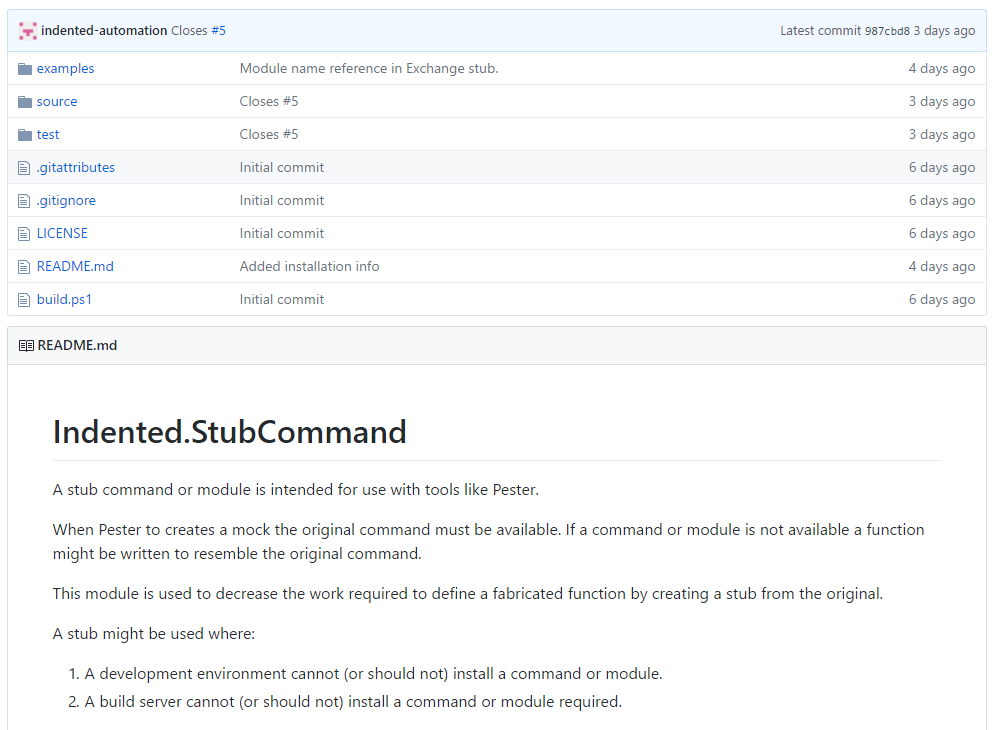 indented-automation Closes #5 Latest commit 987cbd8 3 days ago
examples Module name reference in Exchange stub. 4 days ago
source Closes #5 3 days ago
test Closes #5 3 days ago
.gitattributes Initial commit 6 days ago
.gitignore Initial commit 6 days ago
LICENSE Initial commit 6 days ago
README.md Added installation info 4 days ago
build.ps1 Initial commit 6 days ago
README.md
Indented.StubCommand
A stub command or module is intended for use with tools like Pester.
When Pester to creates a mock the original command must be available. If a command or module is not available a function
might be written to resemble the original command.
This module is used to decrease the work required to define a fabricated function by creating a stub from the original.
A stub might be used where:
1. A development environment cannot (or should not) install a command or module.
2. A build server cannot (or should not) install a command or module required.